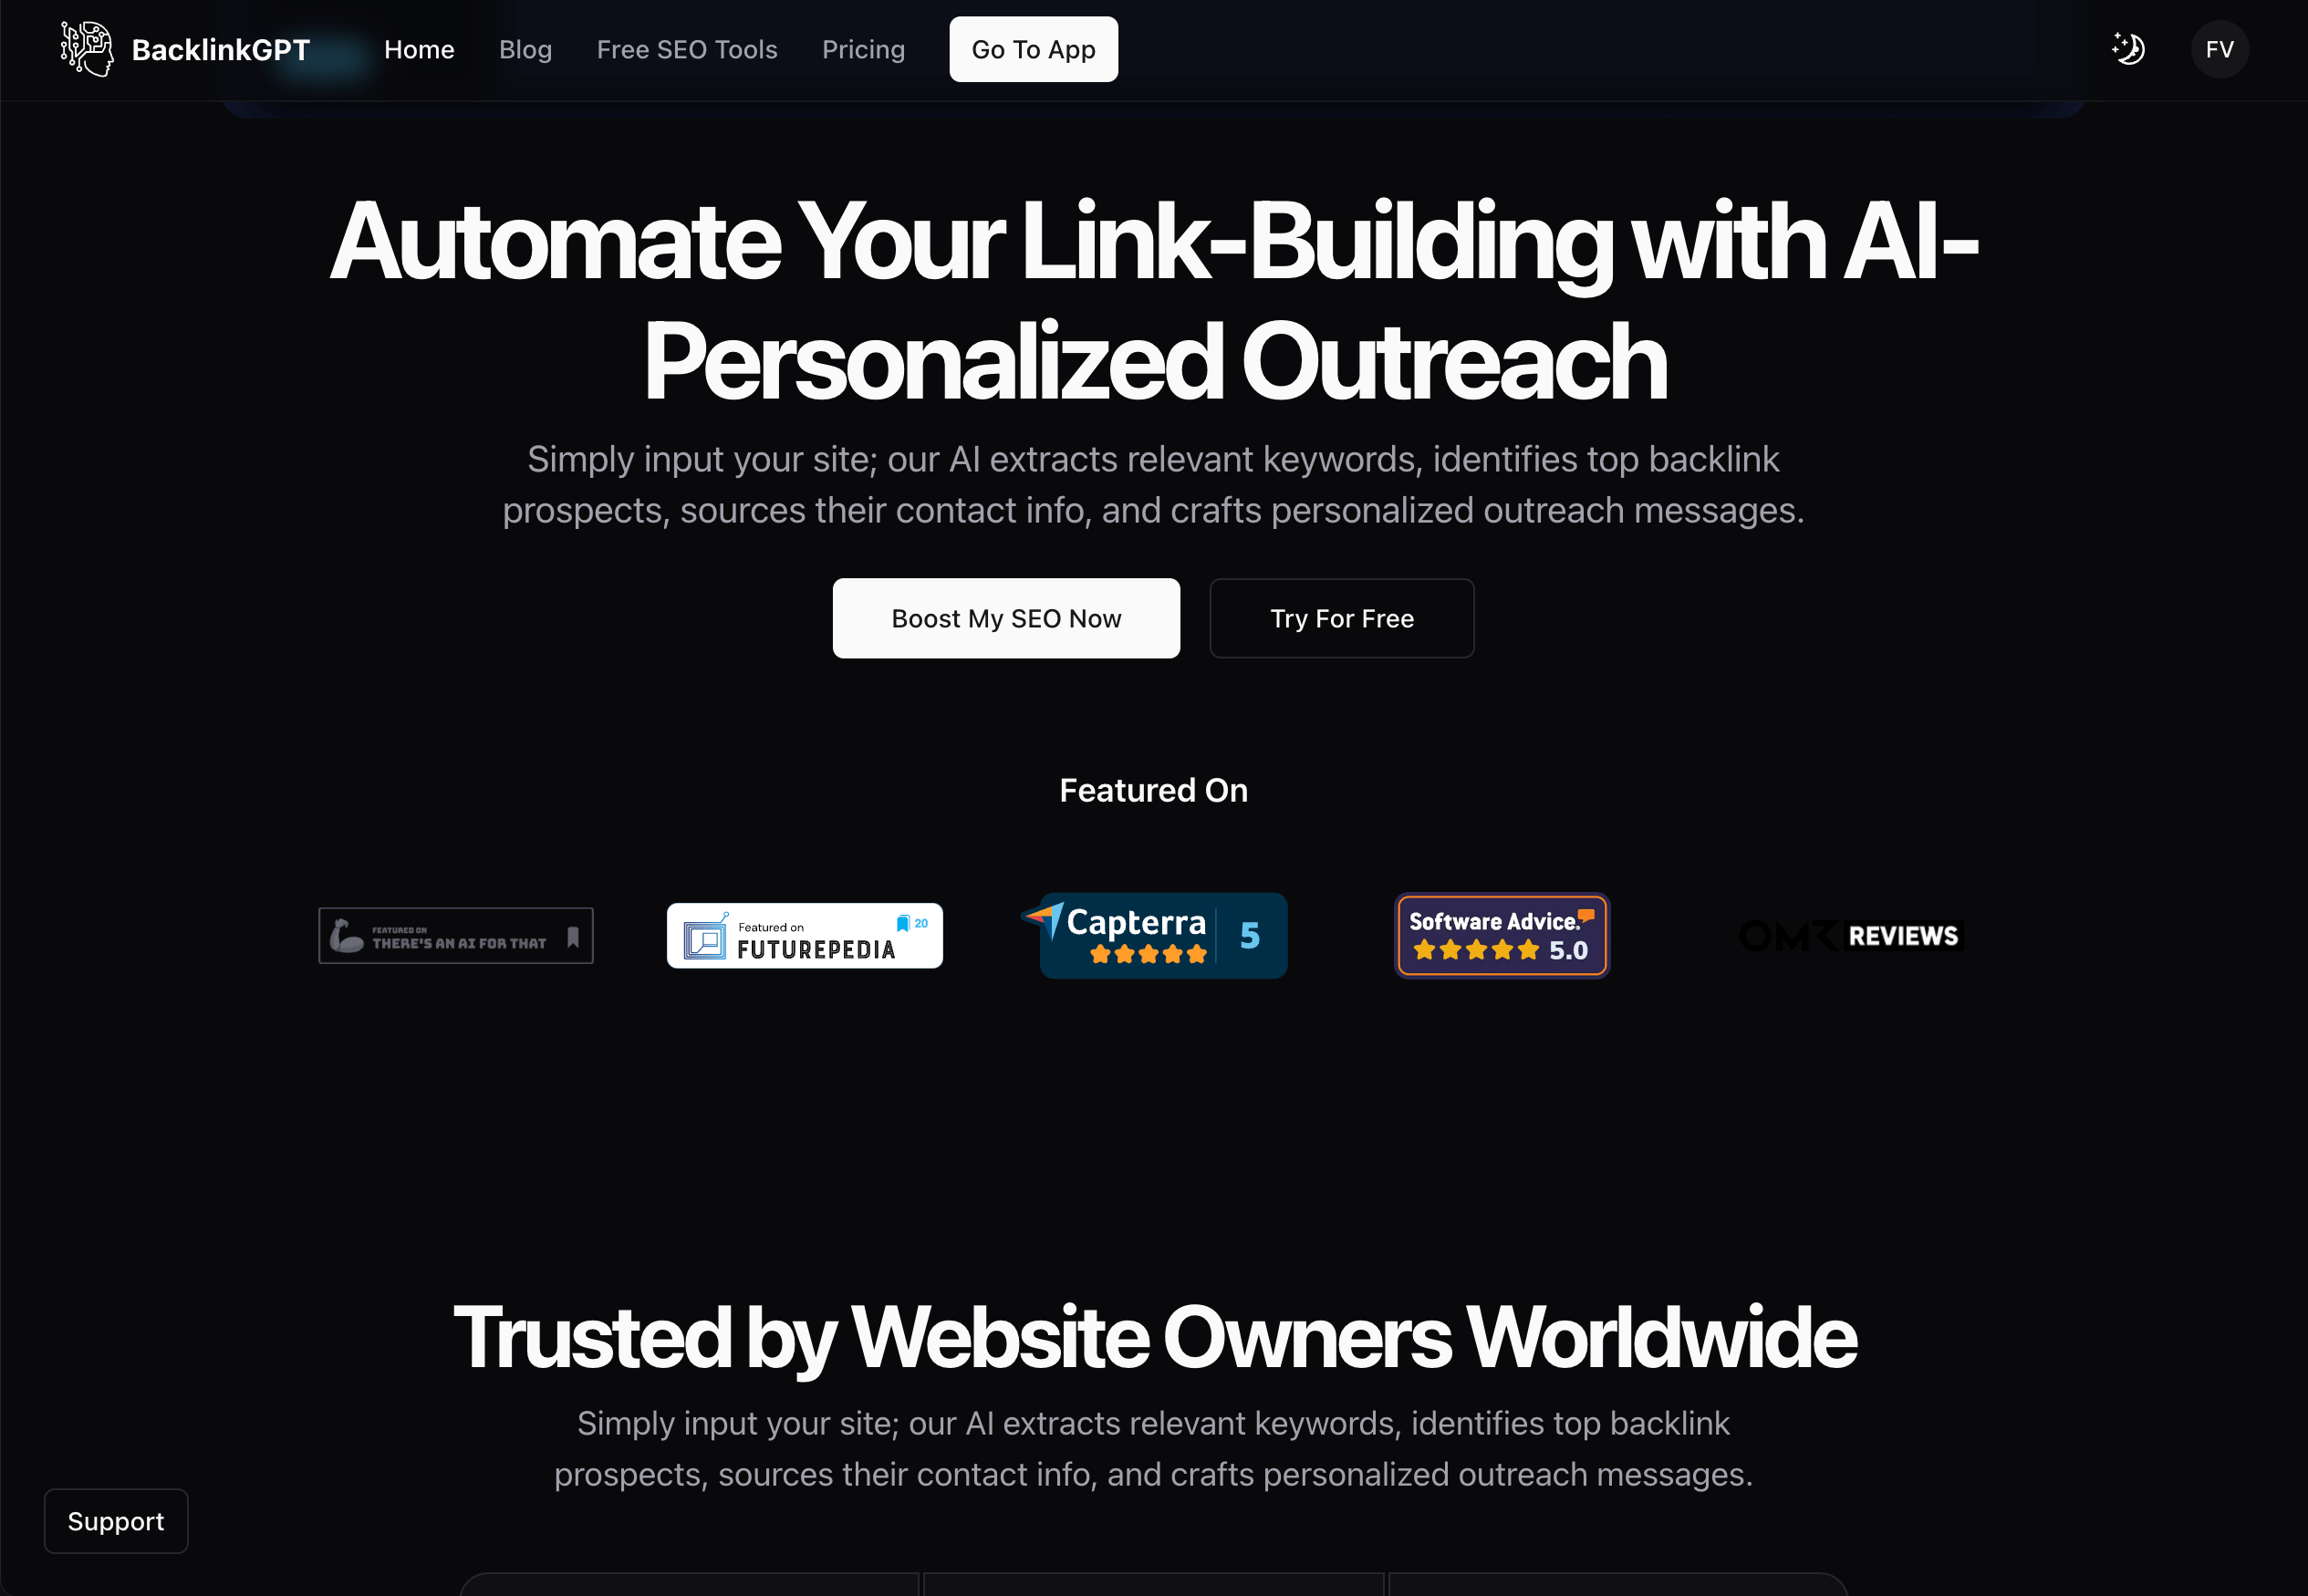 BacklinkGPT
Home
Blog
Free SEO Tools
Pricing
Go To App
FV
Automate Your Link-Building with AI-
Personalized Outreach
Simply input your site; our AI extracts relevant keywords, identifies top backlink
prospects, sources their contact info, and crafts personalized outreach messages.
Boost My SEO Now
Try For Free
Featured On
FEATURED ON
THERE'S AN AI FOR THAT
Featured on
20
FUTUREPEDIA
Capterra
5
Software Advice.
5.0
OMR REVIEWS
Trusted by Website Owners Worldwide
Simply input your site; our AI extracts relevant keywords, identifies top backlink
prospects, sources their contact info, and crafts personalized outreach messages.
Support